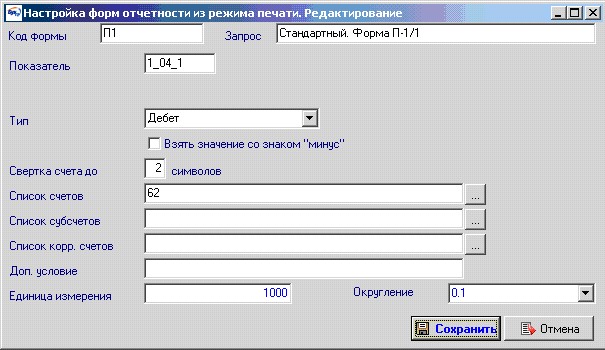 Настройка форм отчетности из режима печати. Редактирование
Код формы П1 Запрос Стандартный. Форма П-1/1
Показатель 1_04_1
Тип Дебет
Взять значение со знаком "минус"
Свертка счета до 2 символов
Список счетов 62 ...
Список субсчетов ...
Список корр. счетов ...
Доп. условие
Единица измерения 1000 Округление 0.1
Сохранить Отмена